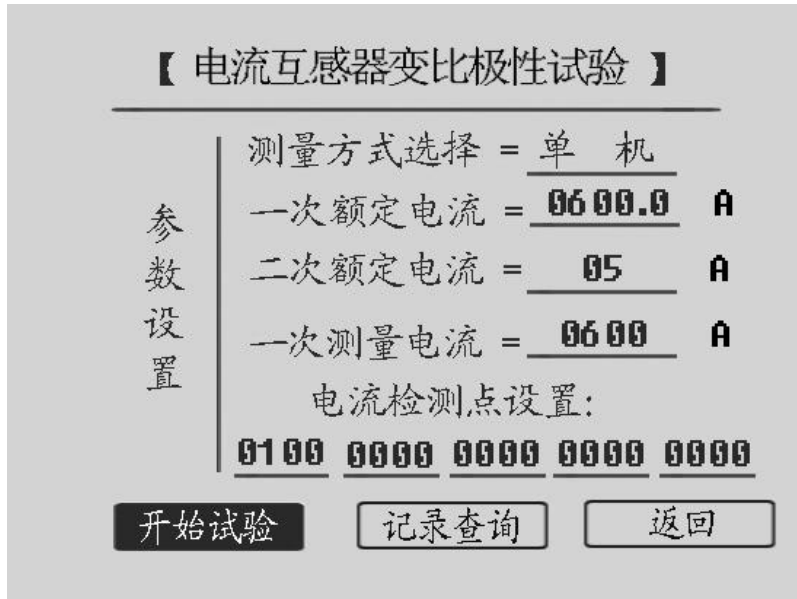 【 电流互感器变比极性试验 】
参数设置
测量方式选择 = 单 机
一次额定电流 = 0600.0 A
二次额定电流 = 05 A
一次测量电流 = 0600 A
电流检测点设置:
0100 0000 0000 0000 0000
开始试验 记录查询 返回